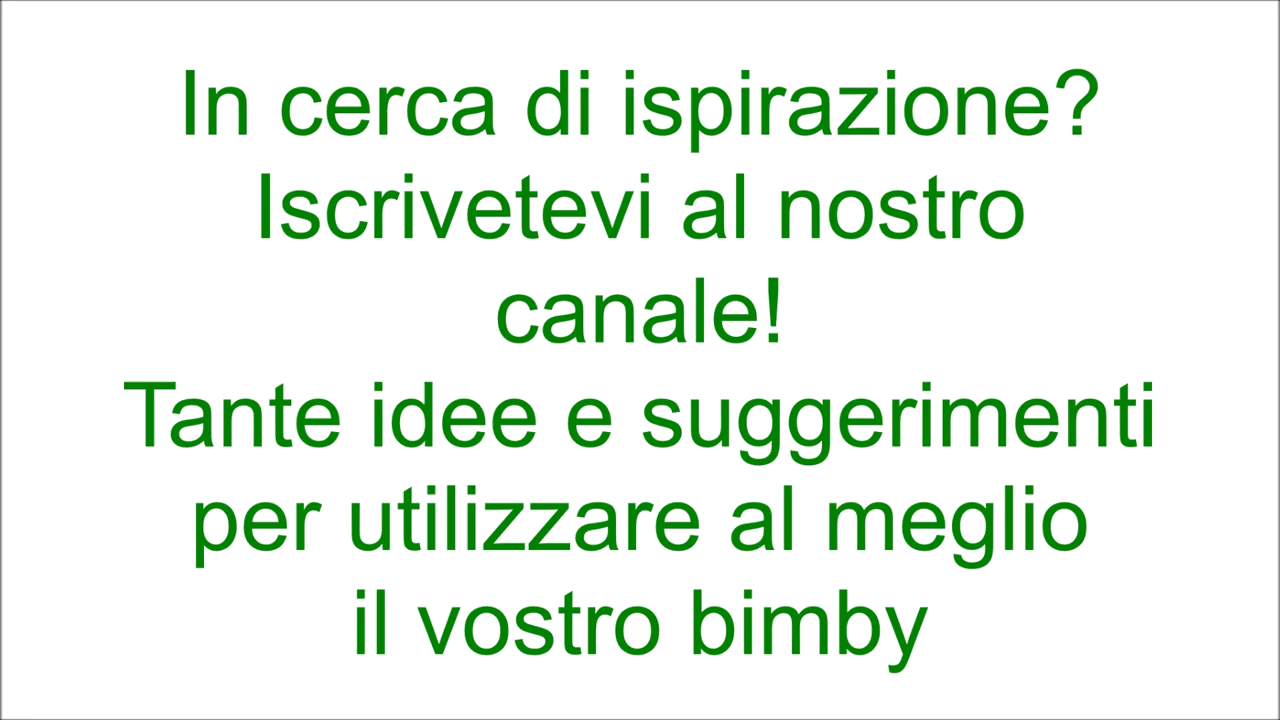 In cerca di ispirazione?
Iscrivetevi al nostro
canale!
Tante idee e suggerimenti
per utilizzare al meglio
il vostro bimby